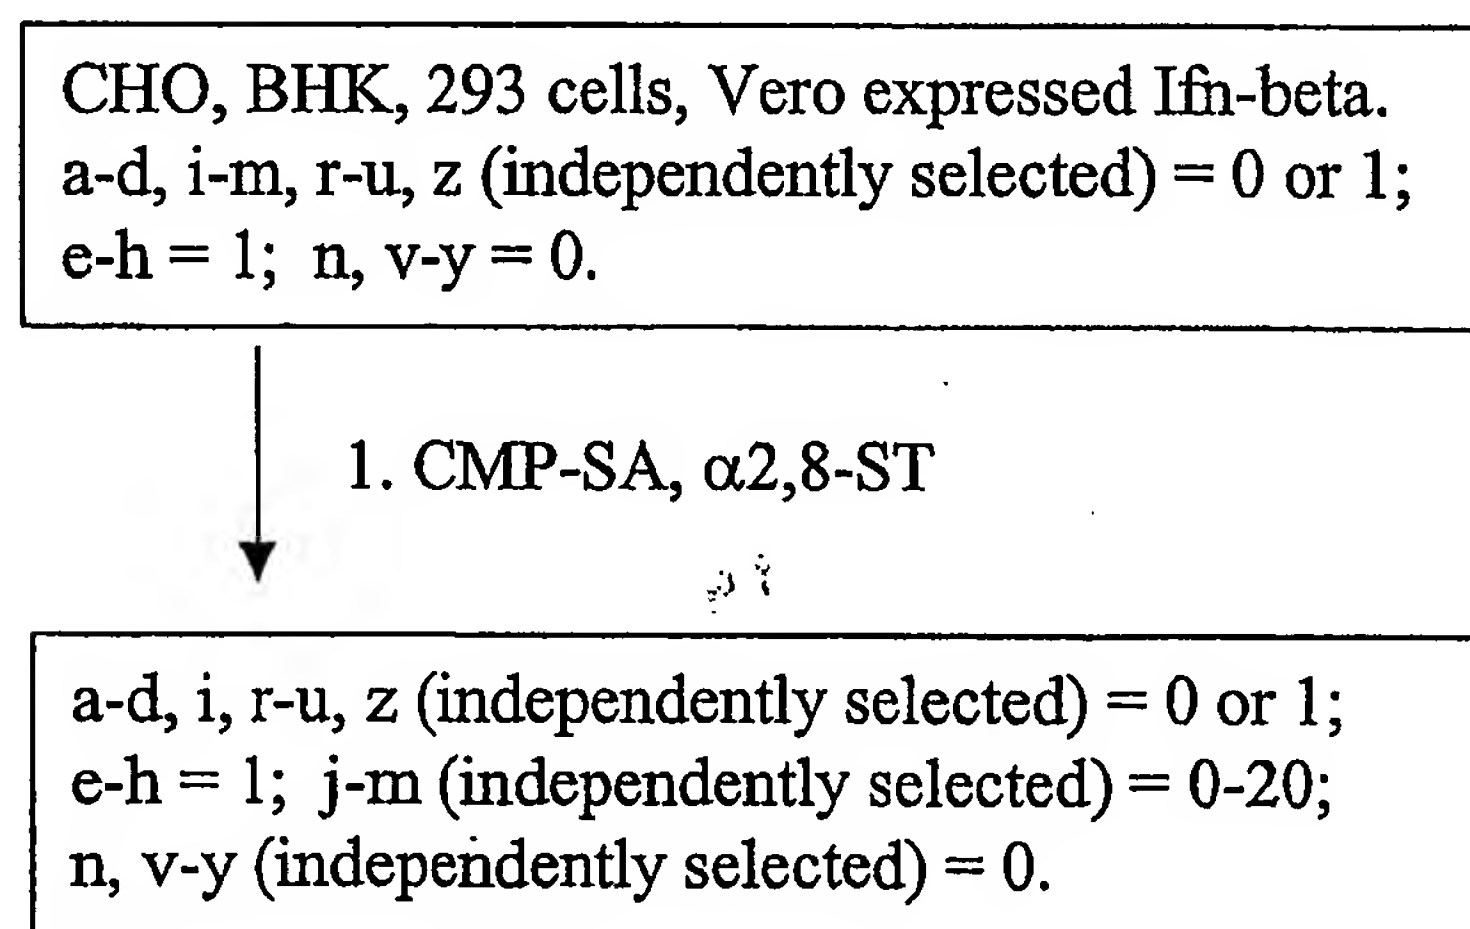 CHO, BHK, 293 cells, Vero expressed Ifn-beta.
a-d, i-m, r-u, z (independently selected) = 0 or 1;
e-h = 1; n, v-y = 0.
1. CMP-SA, α2,8-ST
a-d, i, r-u, z (independently selected) = 0 or 1;
e-h = 1; j-m (independently selected) = 0-20;
n, v-y (independently selected) = 0.